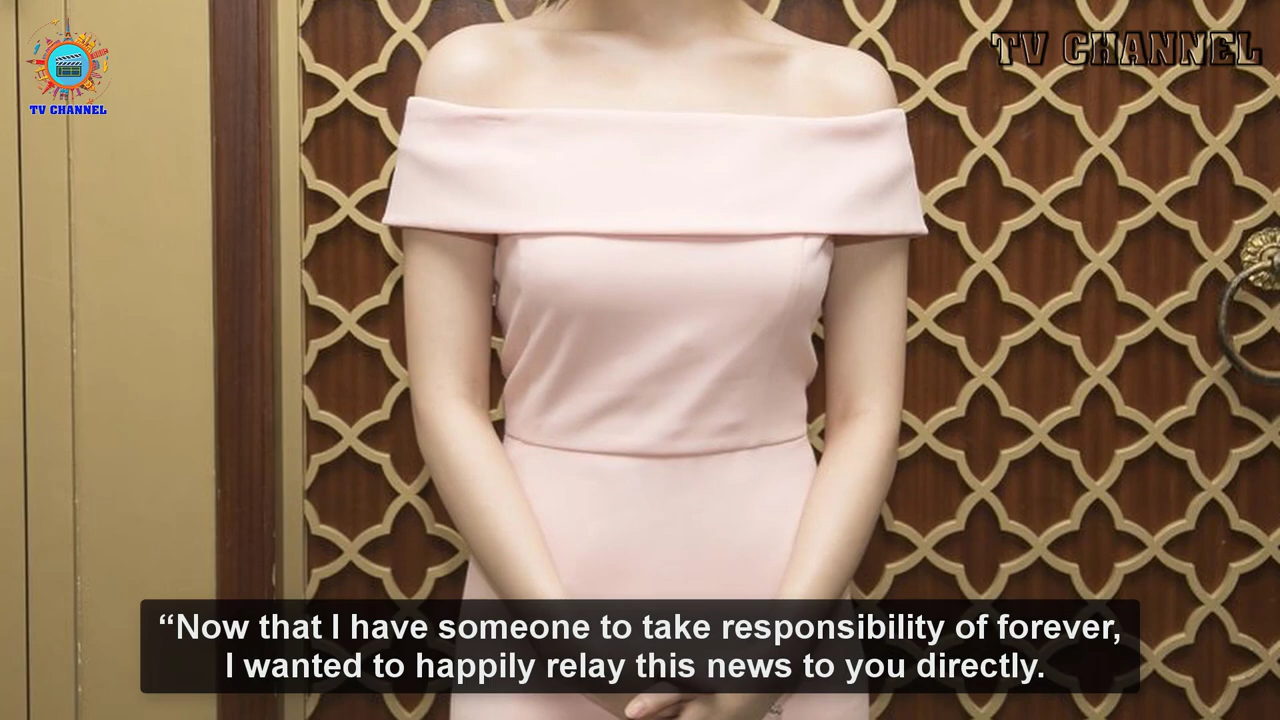 TV CHANNEL
TV CHANNEL
“Now that I have someone to take responsibility of forever,
I wanted to happily relay this news to you directly.